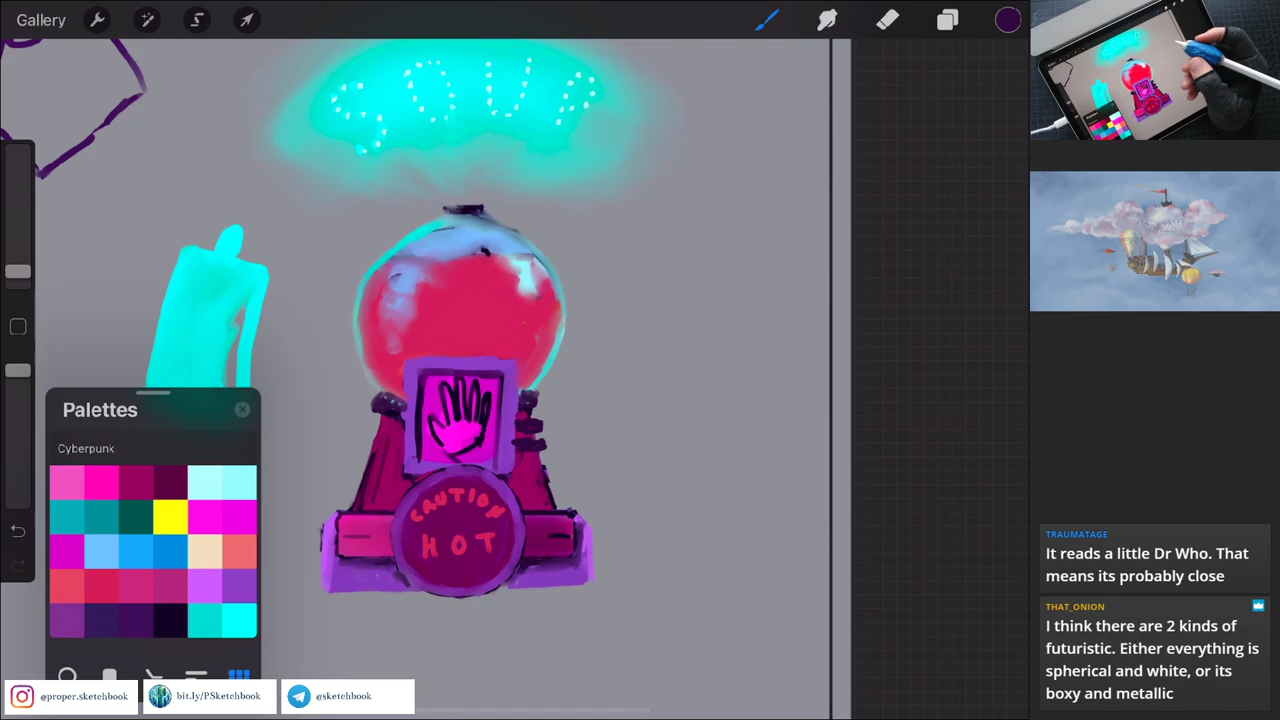 Gallery
SOUP
Palettes
Cyberpunk
CAUTION
HOT
@proper.sketchbook
bit.ly/PSketchbook
@sketchbook
TRAUMATAGE
It reads a little Dr Who. That
means its probably close
THAT_ONION
I think there are 2 kinds of
futuristic. Either everything is
spherical and white, or its
boxy and metallic